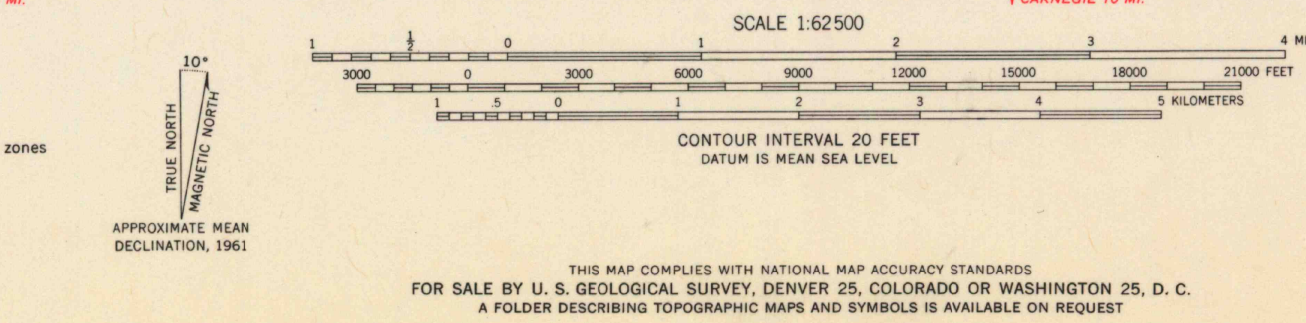 MI.
CARNEGIE 10 MI.
SCALE 1:62500
1 ½ 0 1 2 3 4 MI
3000 0 3000 6000 9000 12000 15000 18000 21000 FEET
1 .5 0 1 2 3 4 5 KILOMETERS
CONTOUR INTERVAL 20 FEET
DATUM IS MEAN SEA LEVEL
zones
10°
TRUE NORTH
MAGNETIC NORTH
APPROXIMATE MEAN
DECLINATION, 1961
THIS MAP COMPLIES WITH NATIONAL MAP ACCURACY STANDARDS
FOR SALE BY U. S. GEOLOGICAL SURVEY, DENVER 25, COLORADO OR WASHINGTON 25, D. C.
A FOLDER DESCRIBING TOPOGRAPHIC MAPS AND SYMBOLS IS AVAILABLE ON REQUEST